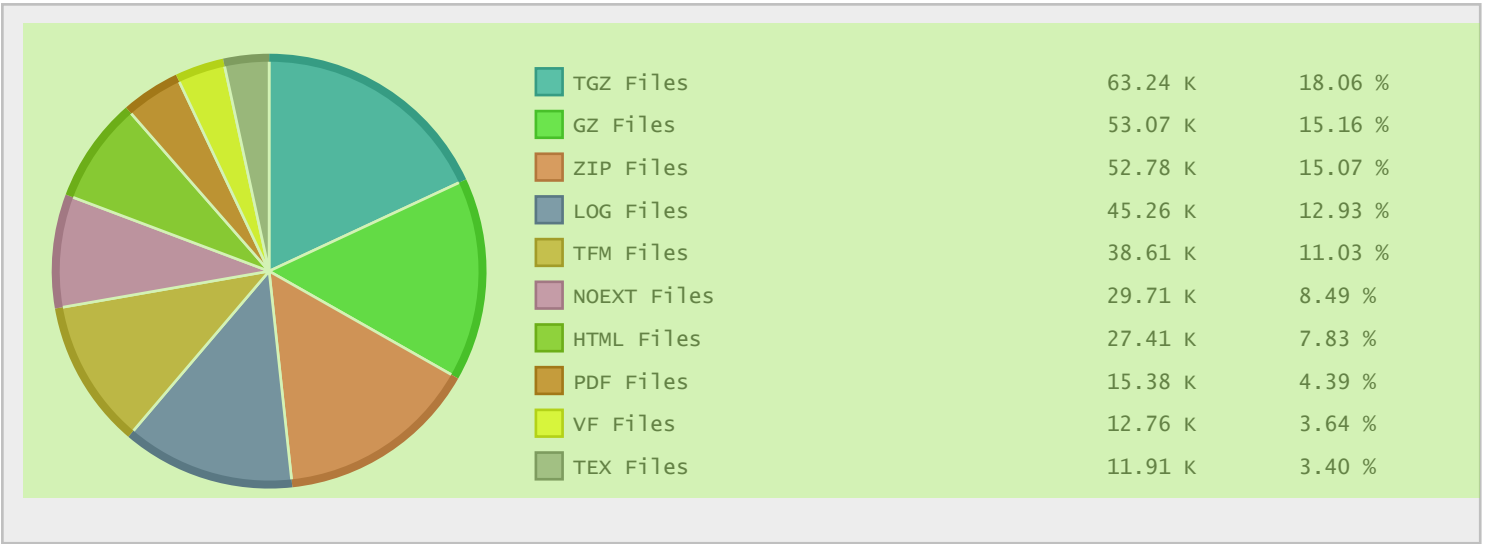 TGZ Files 63.24 K 18.06 %
GZ Files 53.07 K 15.16 %
ZIP Files 52.78 K 15.07 %
LOG Files 45.26 K 12.93 %
TFM Files 38.61 K 11.03 %
NOEXT Files 29.71 K 8.49 %
HTML Files 27.41 K 7.83 %
PDF Files 15.38 K 4.39 %
VF Files 12.76 K 3.64 %
TEX Files 11.91 K 3.40 %